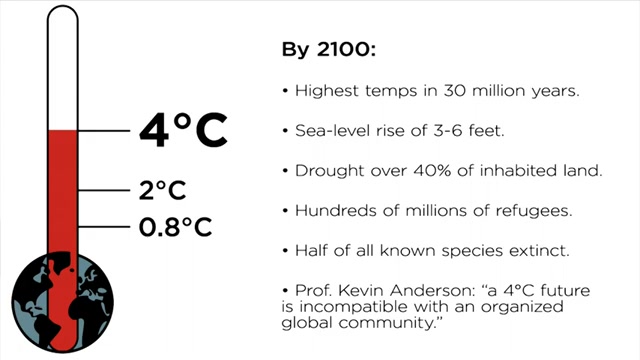 By 2100:
• Highest temps in 30 million years.
4°C
• Sea-level rise of 3-6 feet.
• Drought over 40% of inhabited land.
2°C
• Hundreds of millions of refugees.
0.8°C
• Half of all known species extinct.
• Prof. Kevin Anderson: “a 4°C future
is incompatible with an organized
global community.”